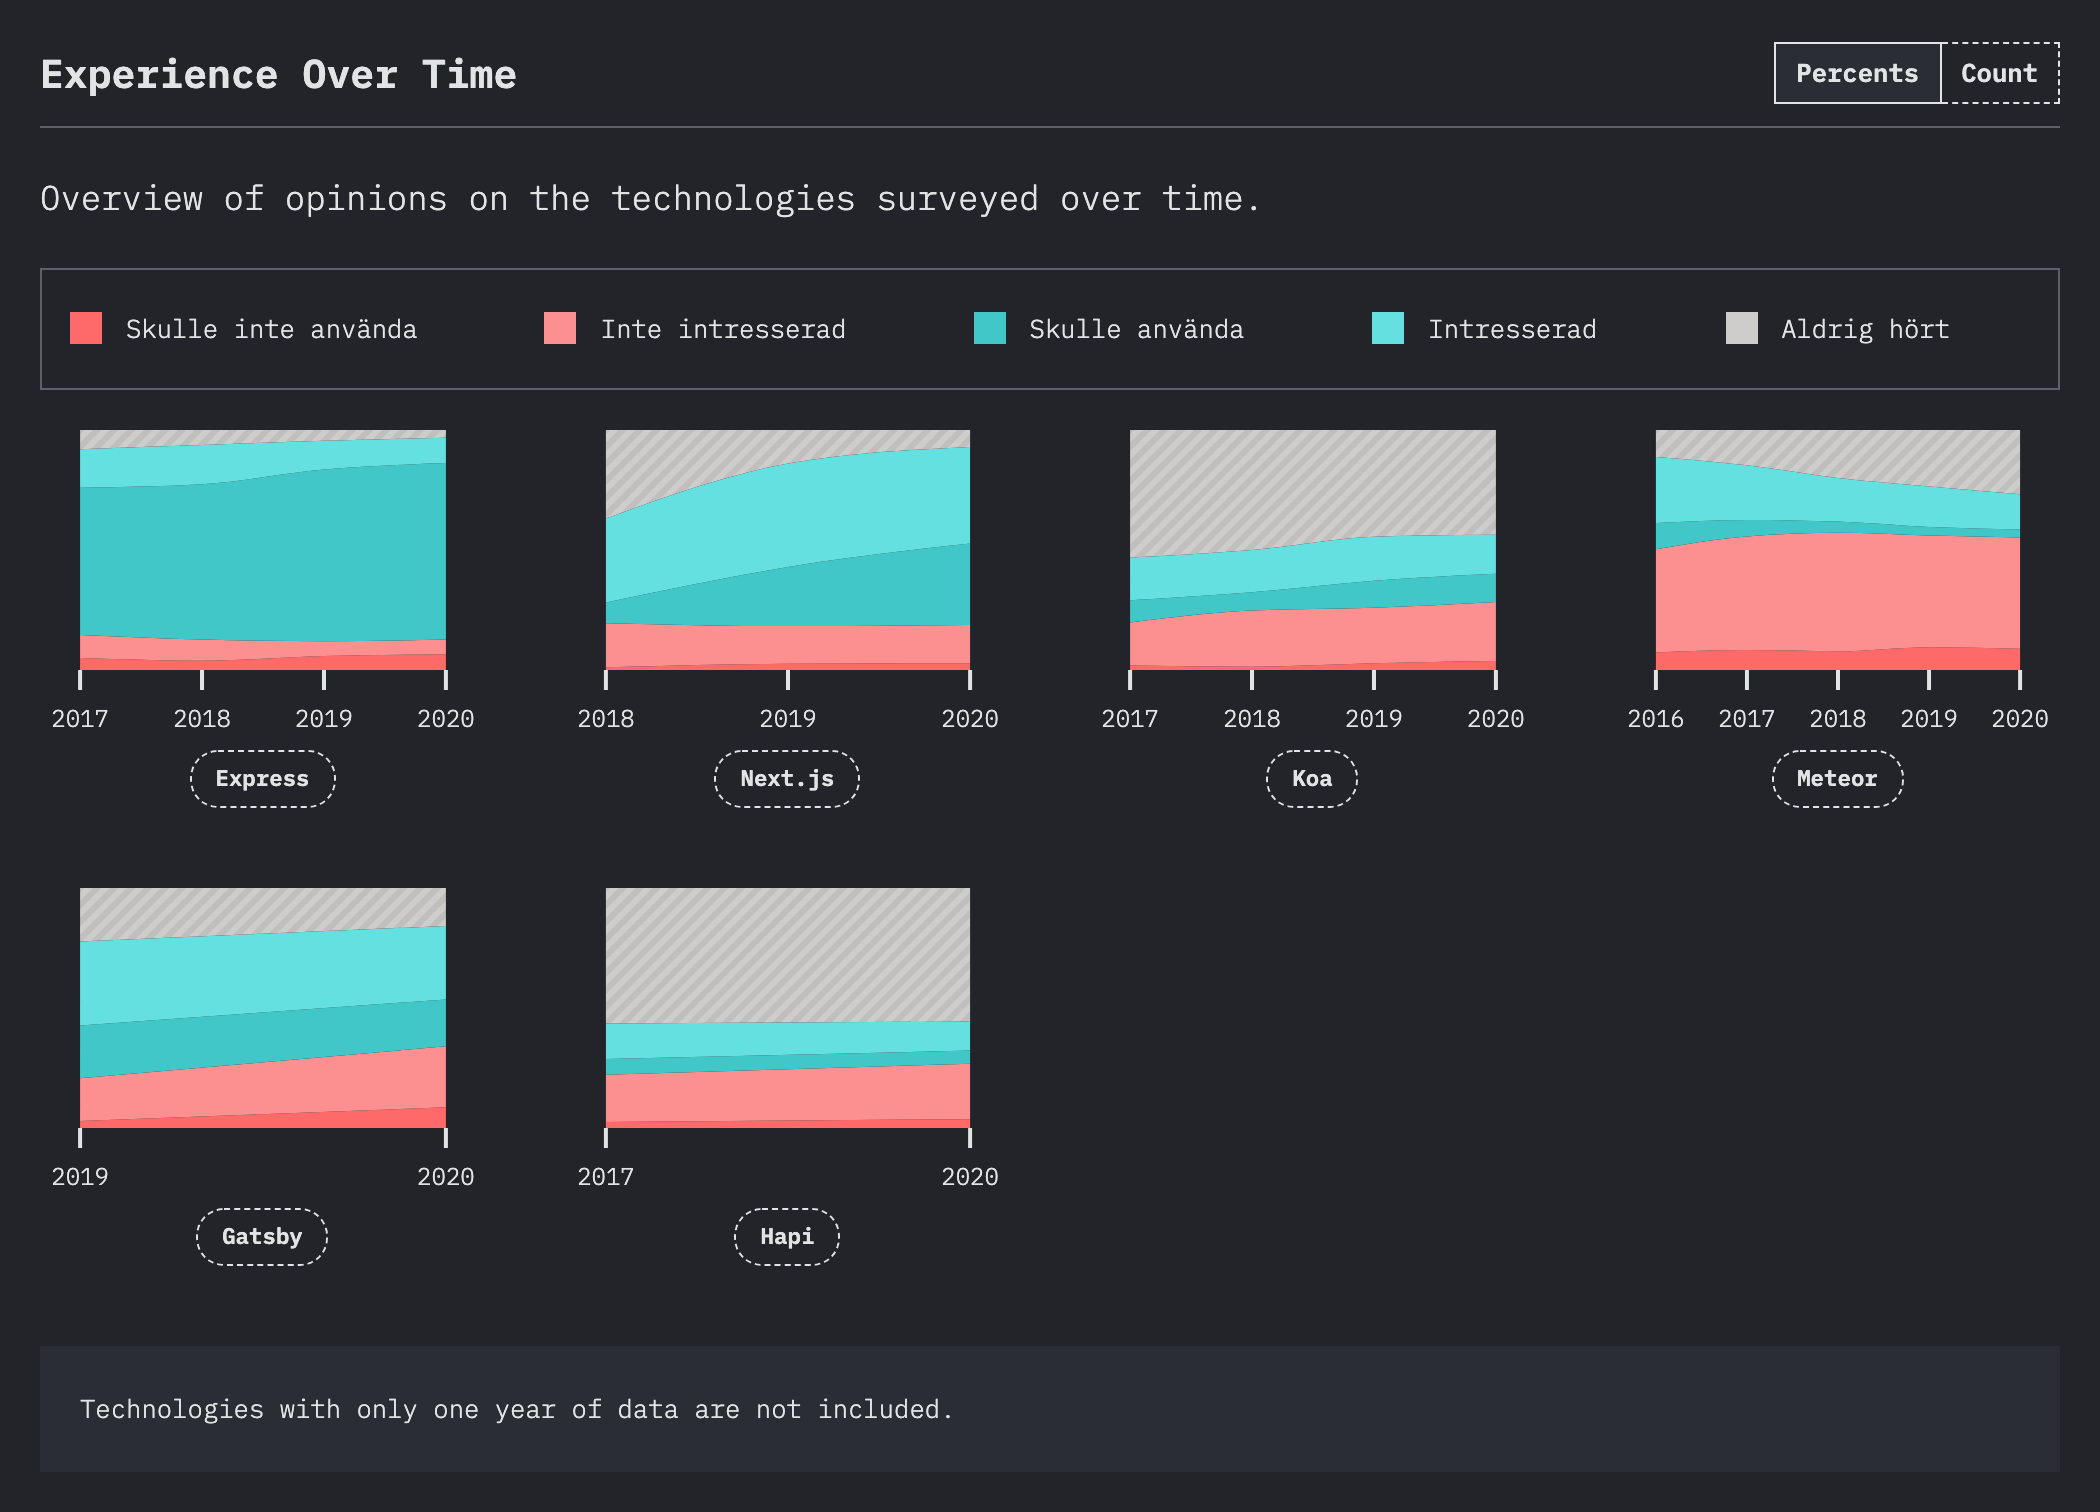 Experience Over Time
Percents Count
Overview of opinions on the technologies surveyed over time.
Skulle inte använda Inte intresserad Skulle använda Intresserad Aldrig hört
2017 2018 2019 2020
Express
2018 2019 2020
Next.js
2017 2018 2019 2020
Koa
2016 2017 2018 2019 2020
Meteor
2019 2020
Gatsby
2017 2020
Hapi
Technologies with only one year of data are not included.